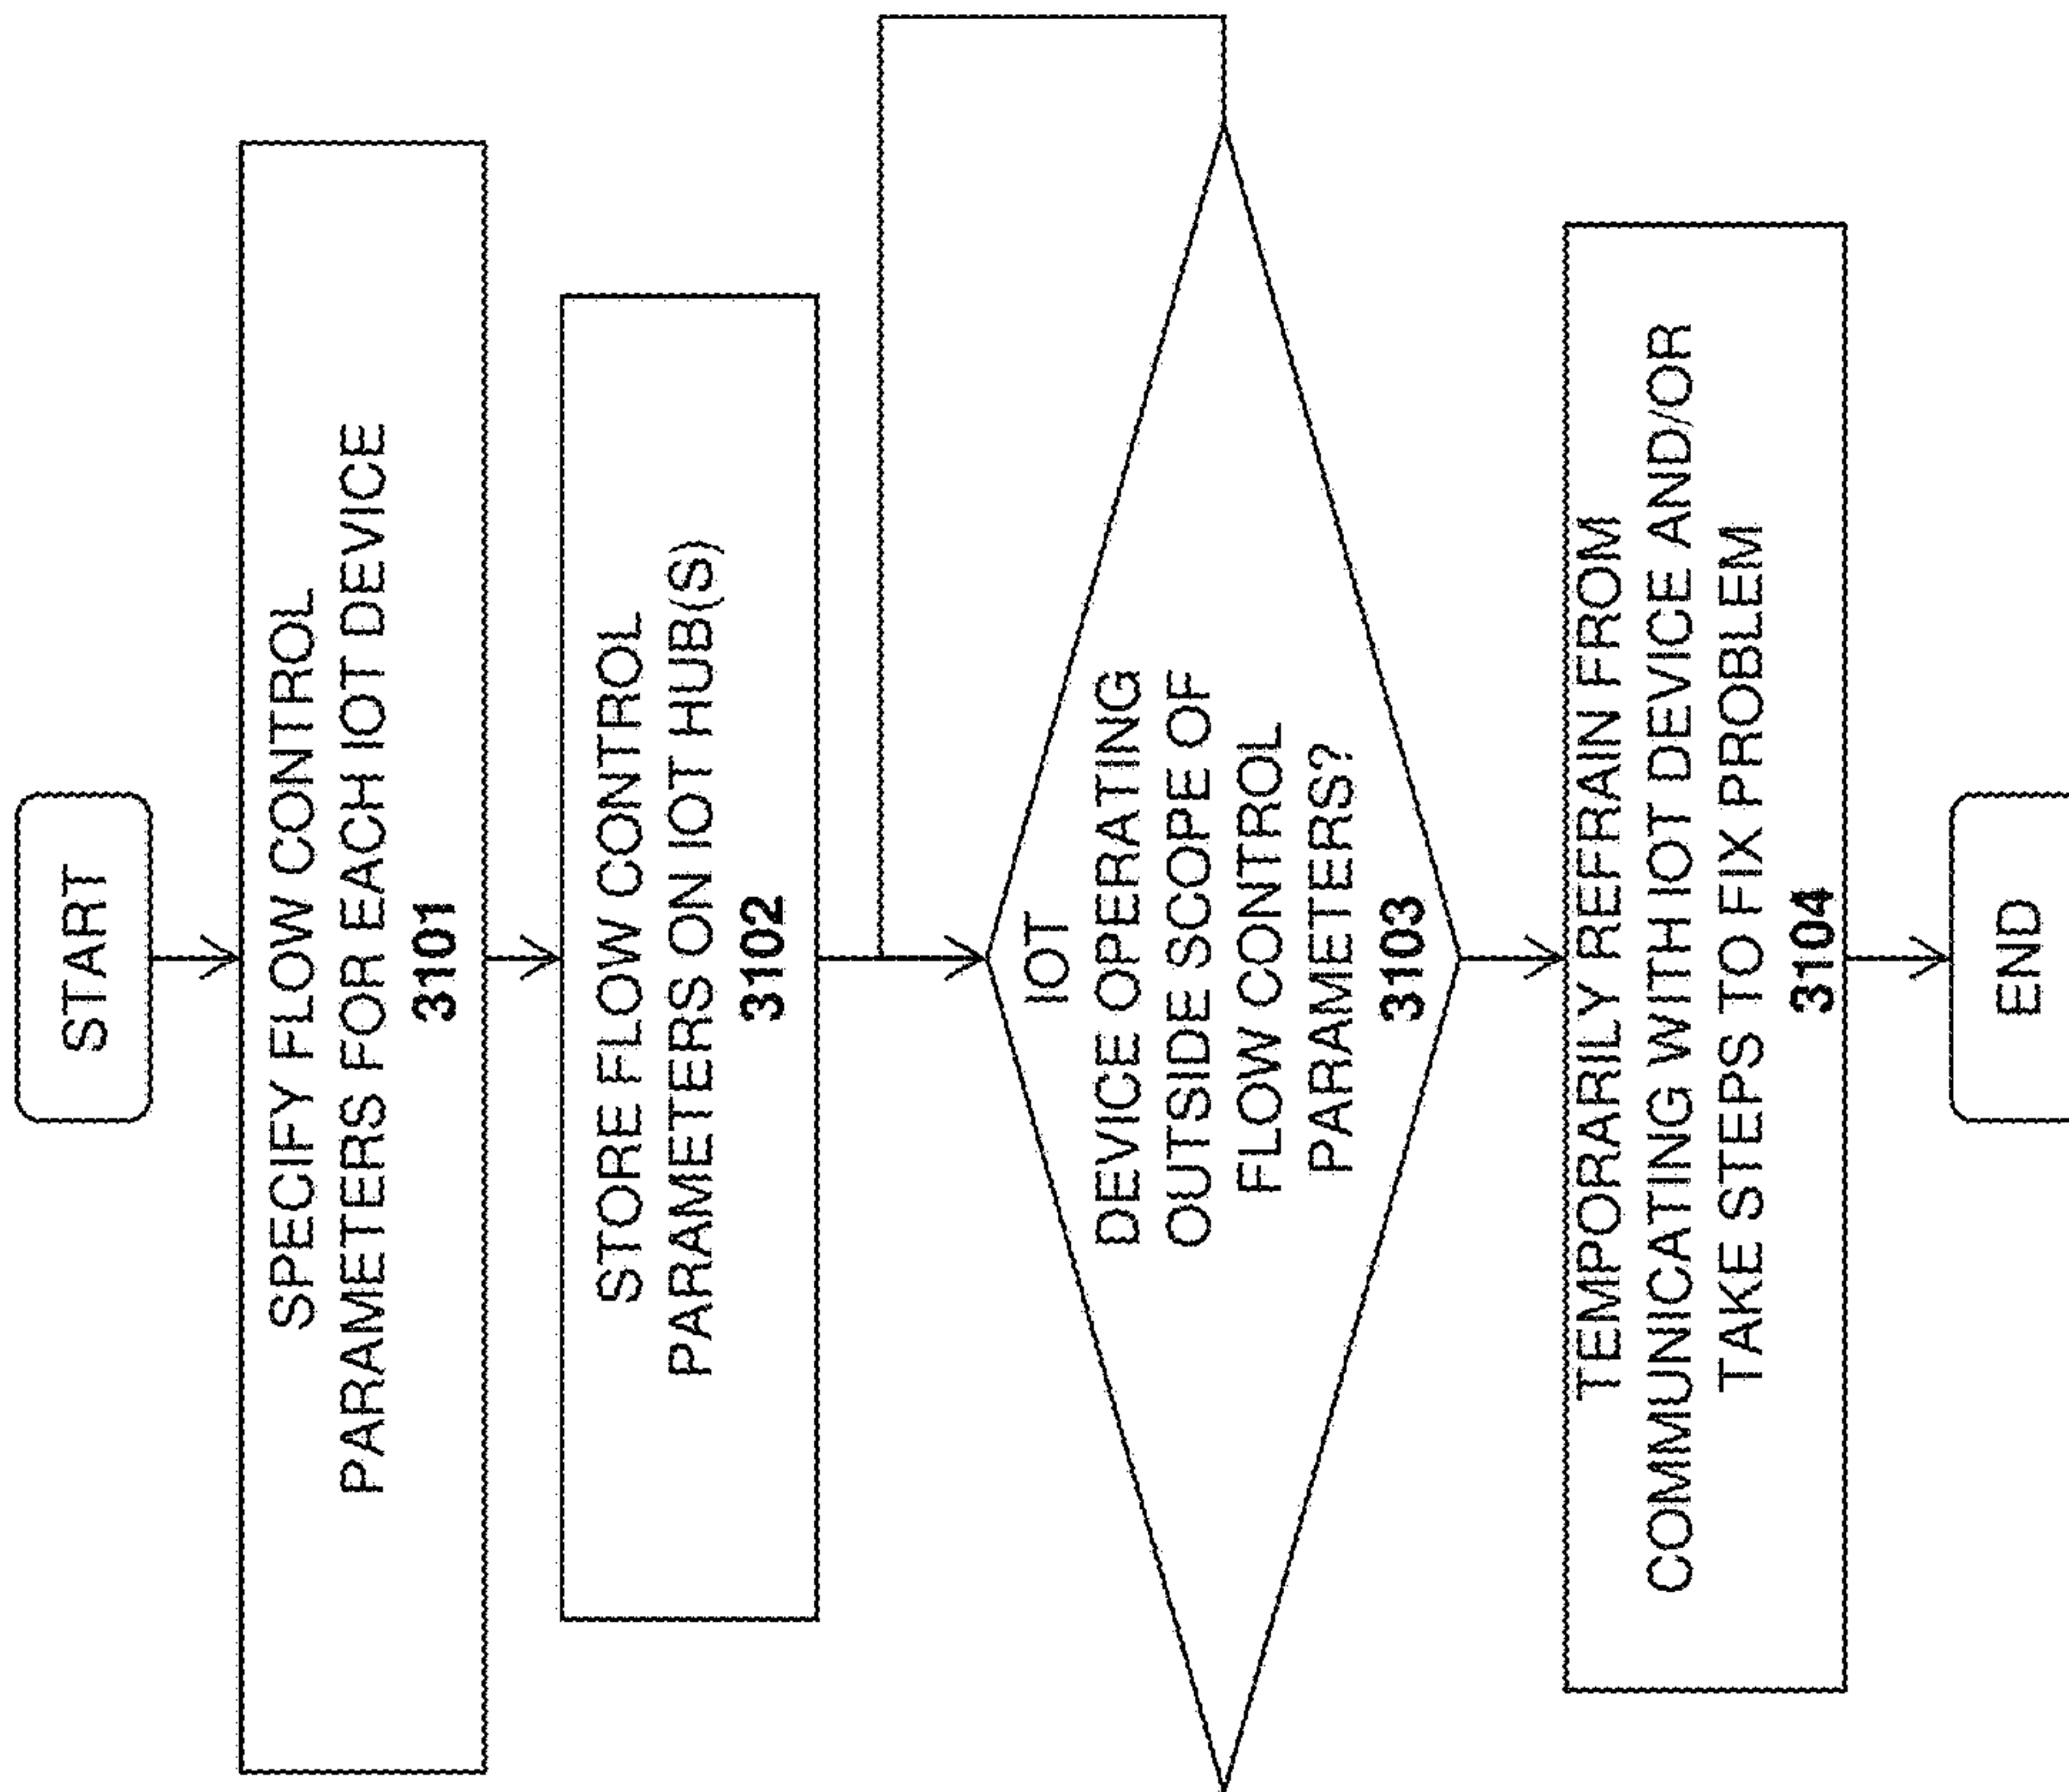 START
SPECIFY FLOW CONTROL
PARAMETERS FOR EACH IOT DEVICE
3101
STORE FLOW CONTROL
PARAMETERS ON IOT HUB(S)
3102
IOT
DEVICE OPERATING
OUTSIDE SCOPE OF
FLOW CONTROL
PARAMETERS?
3103
TEMPORARILY REFRAIN FROM
COMMUNICATING WITH IOT DEVICE AND/OR
TAKE STEPS TO FIX PROBLEM
3104
END